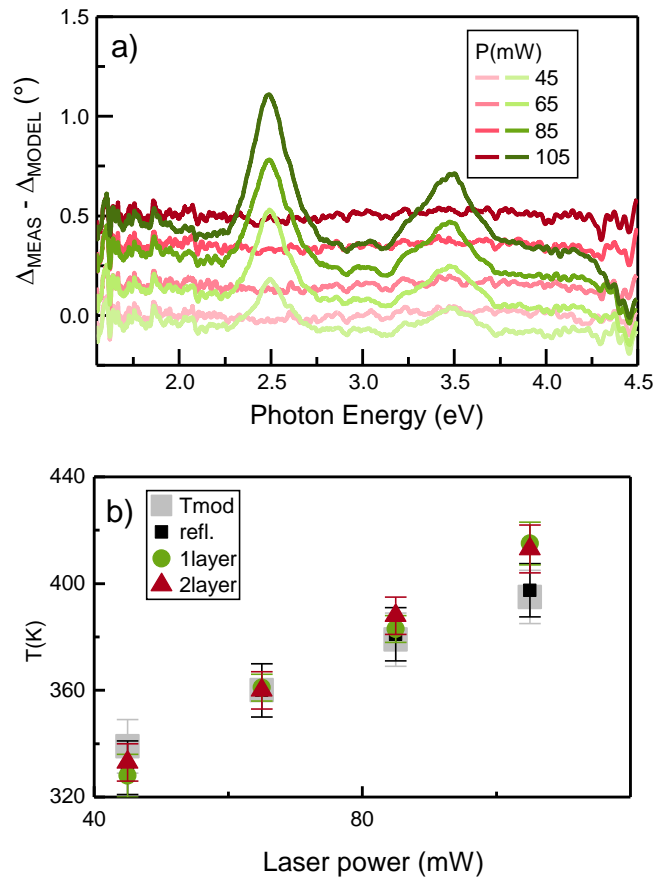 a)
1.5
1.0
0.5
0.0
ΔMEAS - ΔMODEL (°)
P(mW)
45
65
85
105
2.0 2.5 3.0 3.5 4.0 4.5
Photon Energy (eV)
b)
440
400
360
320
T(K)
Tmod
refl.
1layer
2layer
40 80
Laser power (mW)